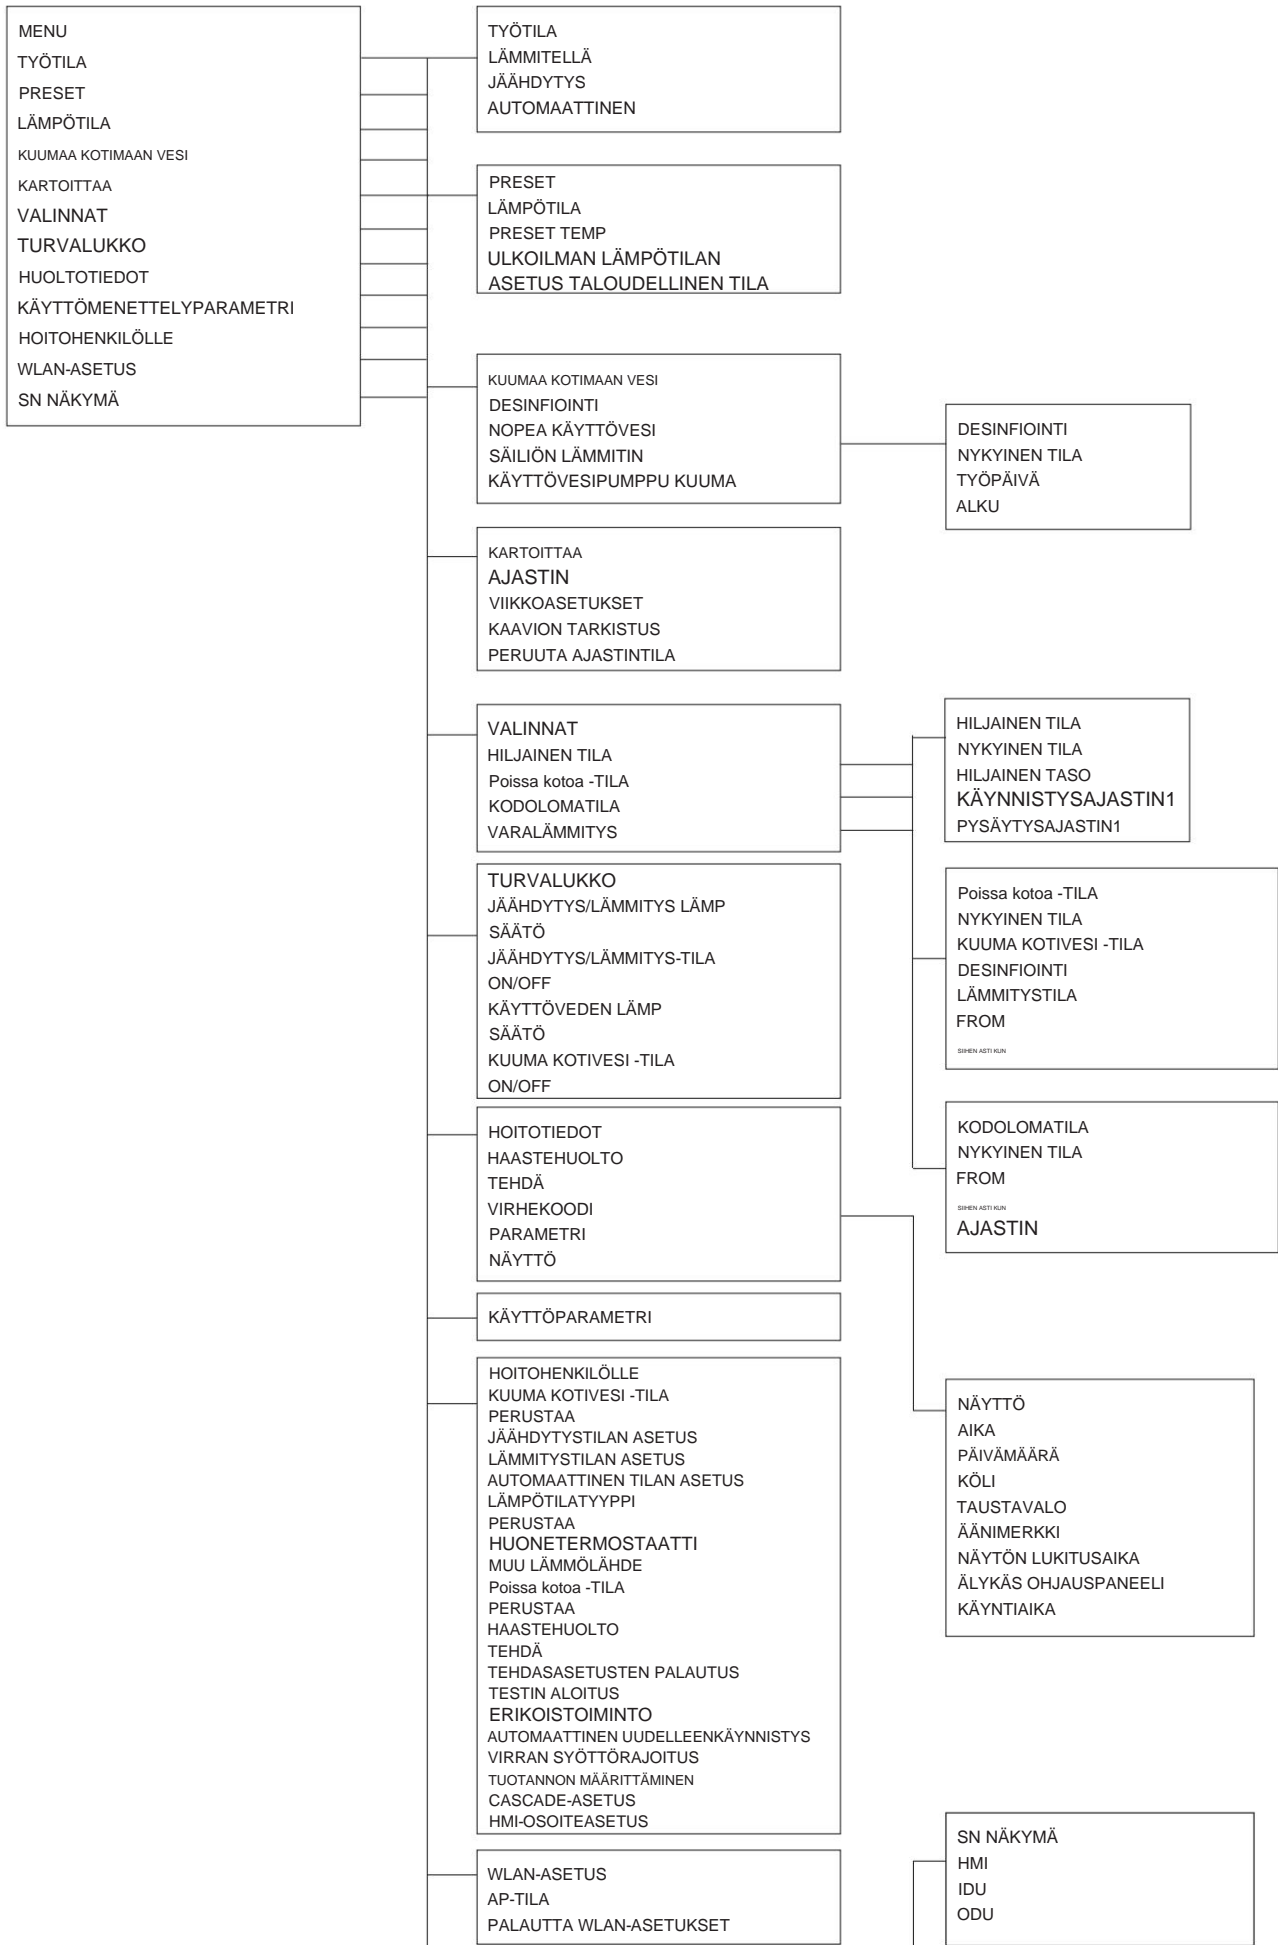 MENU
TYÖTILA
PRESET
LÄMPÖTILA
KUUMAA KOTIMAAN VESI
KARTOITTAA
VALINNAT
TURVALUKKO
HUOLTOTIEDOT
KÄYTTÖMENETTELYPARAMETRI
HOITOHENKILÖLLE
WLAN-ASETUS
SN NÄKYMÄ
TYÖTILA
LÄMMITELLÄ
JÄÄHDYTYS
AUTOMAATTINEN
PRESET
LÄMPÖTILA
PRESET TEMP
ULKOILMAN LÄMPÖTILAN
ASETUS TALOUDELLINEN TILA
KUUMAA KOTIMAAN VESI
DESINFIOINTI
NOPEA KÄYTTÖVESI
SÄILIÖN LÄMMITIN
KÄYTTÖVESIPUMPPU KUUMA
DESINFIOINTI
NYKYINEN TILA
TYÖPÄIVÄ
ALKU
KARTOITTAA
AJASTIN
VIIKKOASETUKSET
KAAVION TARKISTUS
PERUUTA AJASTINTILA
VALINNAT
HILJAINEN TILA
Poissa kotoa -TILA
KODOLOMATILA
VARALÄMMITYS
HILJAINEN TILA
NYKYINEN TILA
HILJAINEN TASO
KÄYNNISTYSAJASTIN1
PYSÄYTYSAJASTIN1
TURVALUKKO
JÄÄHDYTYS/LÄMMITYS LÄMP
SÄÄTÖ
JÄÄHDYTYS/LÄMMITYS-TILA
ON/OFF
KÄYTTÖVEDEN LÄMP
SÄÄTÖ
KUUMA KOTIVESI -TILA
ON/OFF
Poissa kotoa -TILA
NYKYINEN TILA
KUUMA KOTIVESI -TILA
DESINFIOINTI
LÄMMITYSTILA
FROM
SIIHEN ASTI KUN
KODOLOMATILA
NYKYINEN TILA
FROM
SIIHEN ASTI KUN
AJASTIN
HOITOTIEDOT
HAASTEHUOLTO
TEHDÄ
VIRHEKOODI
PARAMETRI
NÄYTTÖ
KÄYTTÖPARAMETRI
HOITOHENKILÖLLE
KUUMA KOTIVESI -TILA
PERUSTAA
JÄÄHDYTYSTILAN ASETUS
LÄMMITYSTILAN ASETUS
AUTOMAATTINEN TILAN ASETUS
LÄMPÖTILATYYPPI
PERUSTAA
HUONETERMOSTAATTI
MUU LÄMMÖLÄHDE
Poissa kotoa -TILA
PERUSTAA
HAASTEHUOLTO
TEHDÄ
TEHDASASETUSTEN PALAUTUS
TESTIN ALOITUS
ERIKOISTOIMINTO
AUTOMAATTINEN UUDELLEENKÄYNNISTYS
VIRRAN SYÖTTÖRAJOITUS
TUOTANNON MÄÄRITTÄMINEN
CASCADE-ASETUS
HMI-OSOITEASETUS
NÄYTTÖ
AIKA
PÄIVÄMÄÄRÄ
KÖLI
TAUSTAVALO
ÄÄNIMERKKI
NÄYTÖN LUKITUSAIKA
ÄLYKÄS OHJAUSPANEELI
KÄYNTIAIKA
WLAN-ASETUS
AP-TILA
PALAUTTA WLAN-ASETUKSET
SN NÄKYMÄ
HMI
IDU
ODU